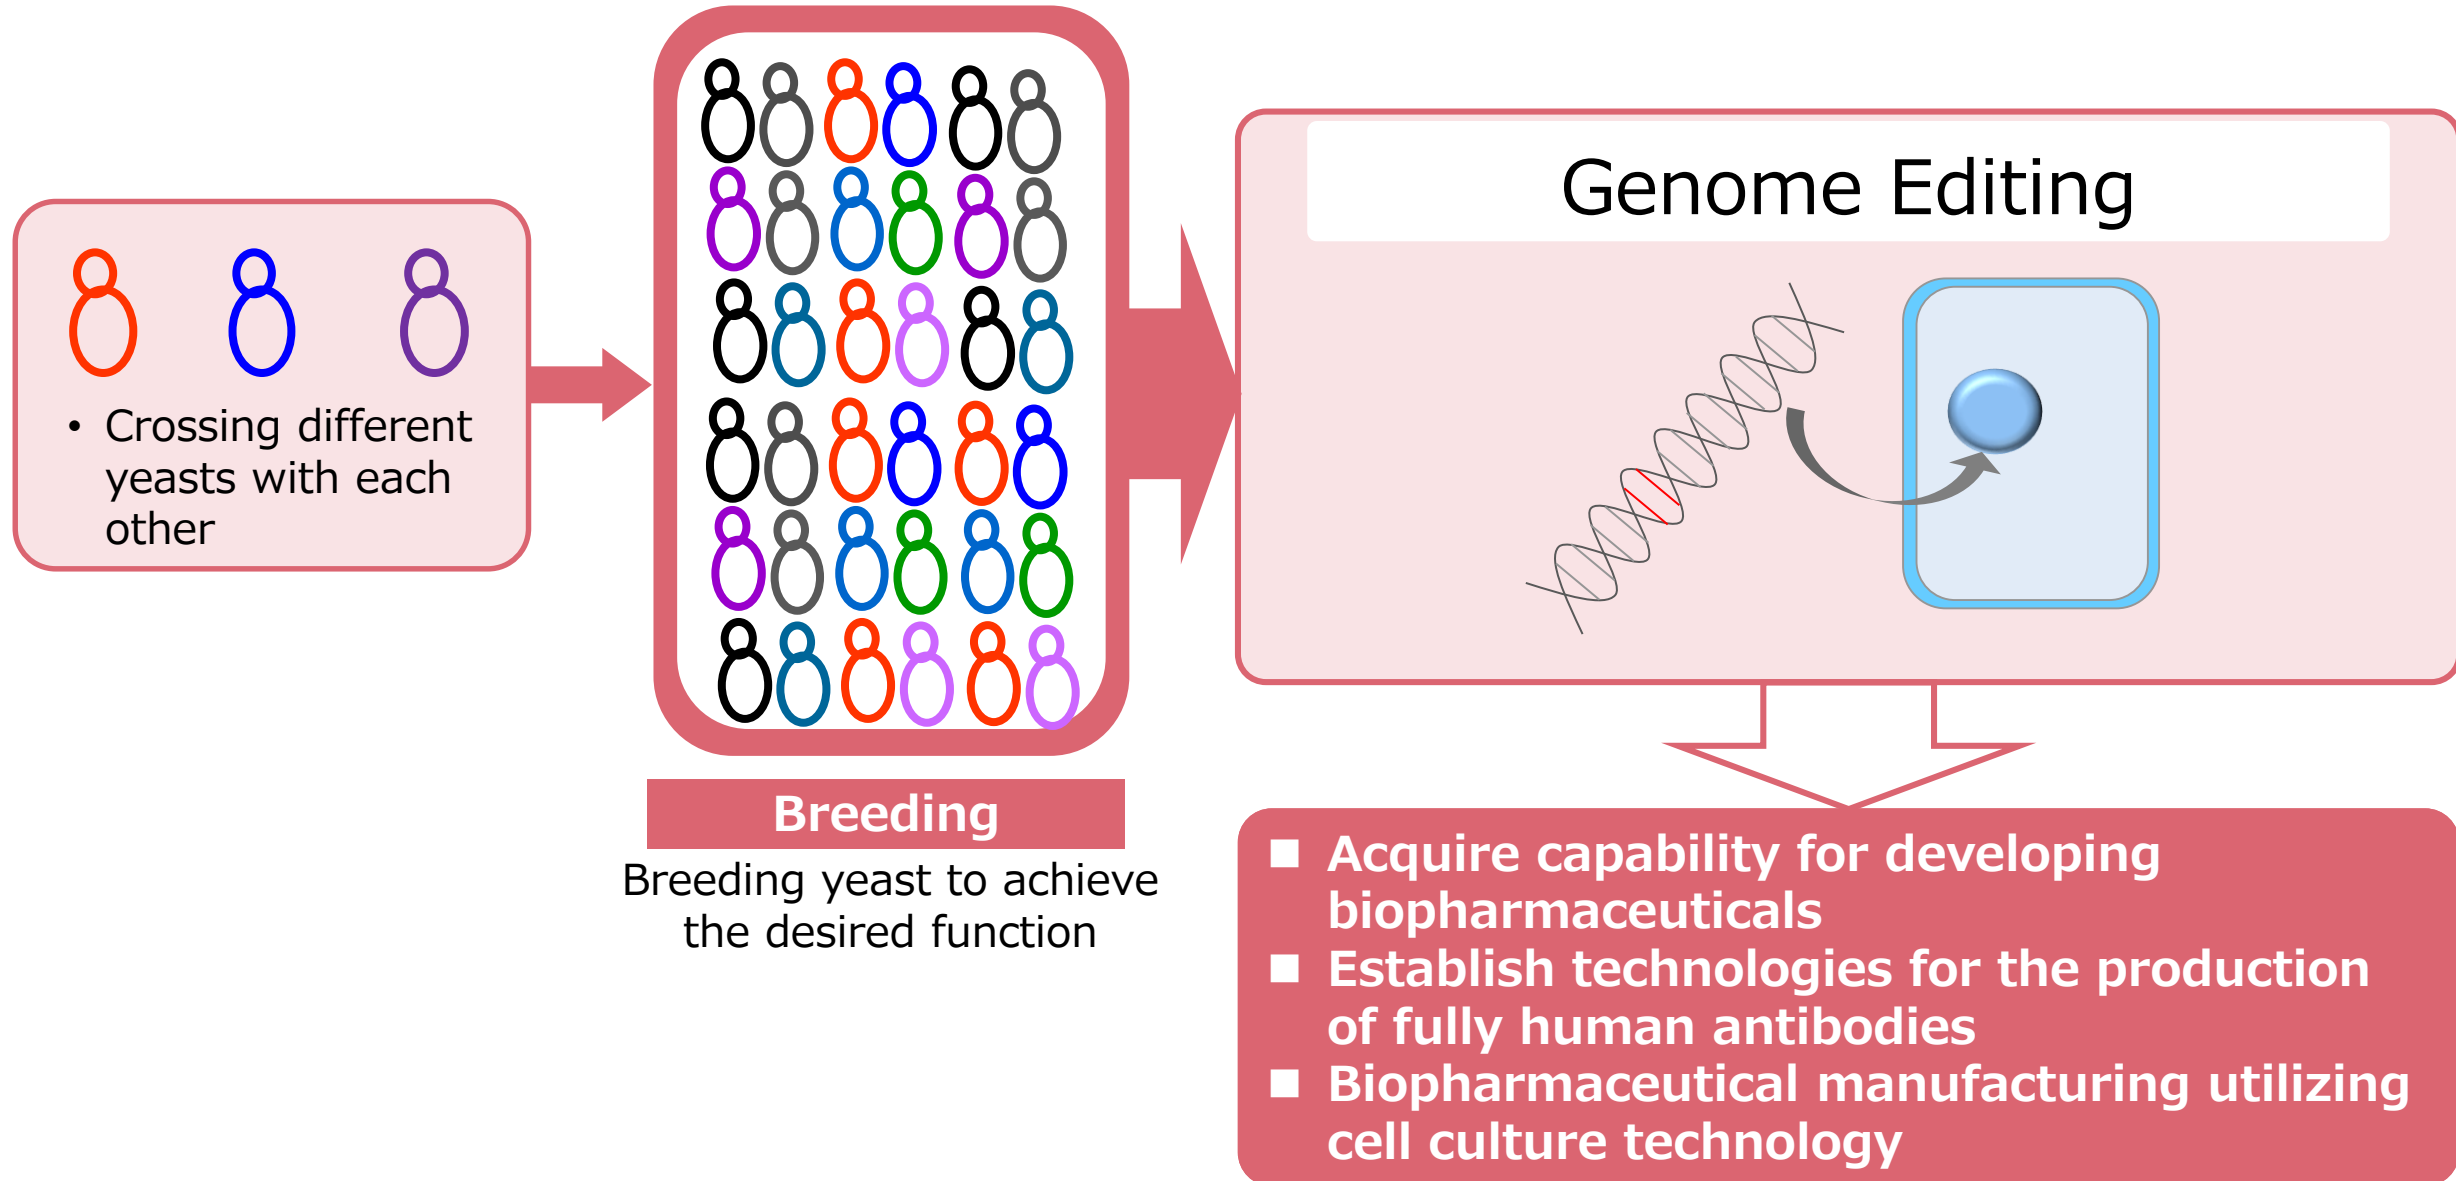 • Crossing different
yeasts with each
other
Breeding
Breeding yeast to achieve
the desired function
Genome Editing
■ Acquire capability for developing
biopharmaceuticals
■ Establish technologies for the production
of fully human antibodies
■ Biopharmaceutical manufacturing utilizing
cell culture technology